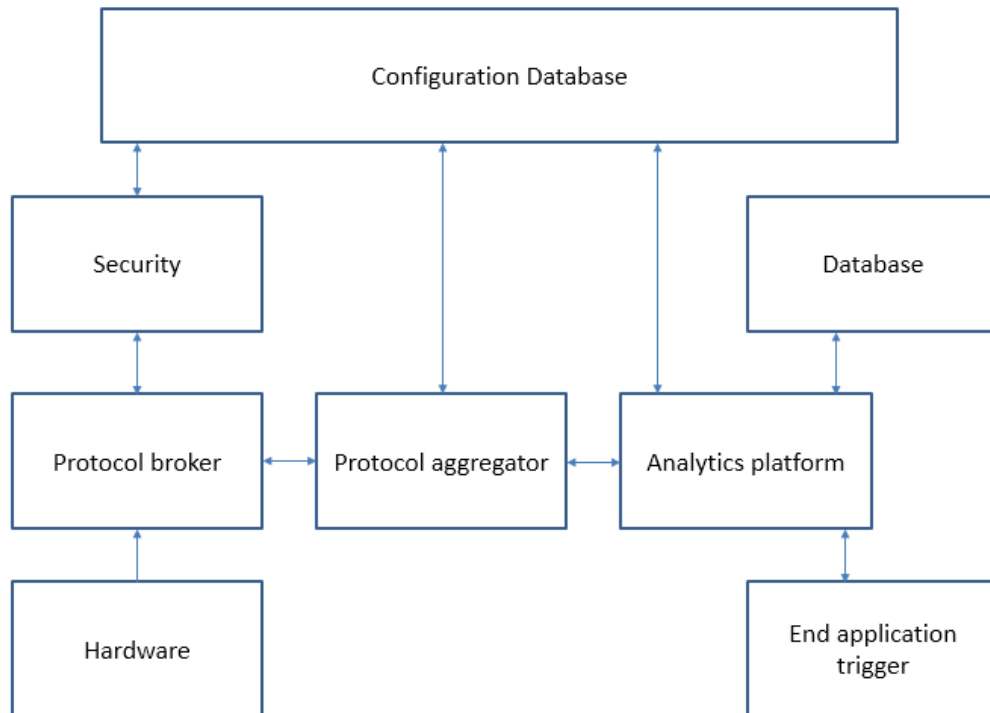 Configuration Database
Security
Database
Protocol broker
Protocol aggregator
Analytics platform
Hardware
End application
trigger